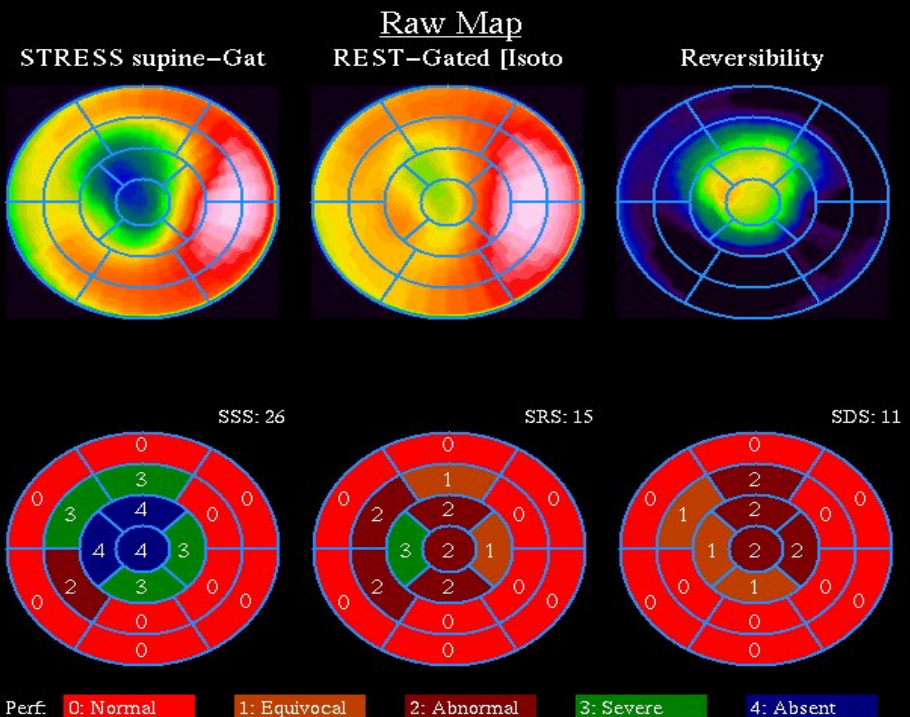 Raw Map
STRESS supine-Gat REST-Gated [Isoto Reversibility
SSS: 26 SRS: 15 SDS: 11
0 0 0
3 1 2
0 0 0 0 0 0
3 4 0 2 2 0 1 2 0
4 4 3 3 2 1 1 2 2
2 3 0 2 2 0 0 1 0
0 0 0 0 0 0
0 0 0
0 0 0
Perf: 0: Normal 1: Equivocal 2: Abnormal 3: Severe 4: Absent